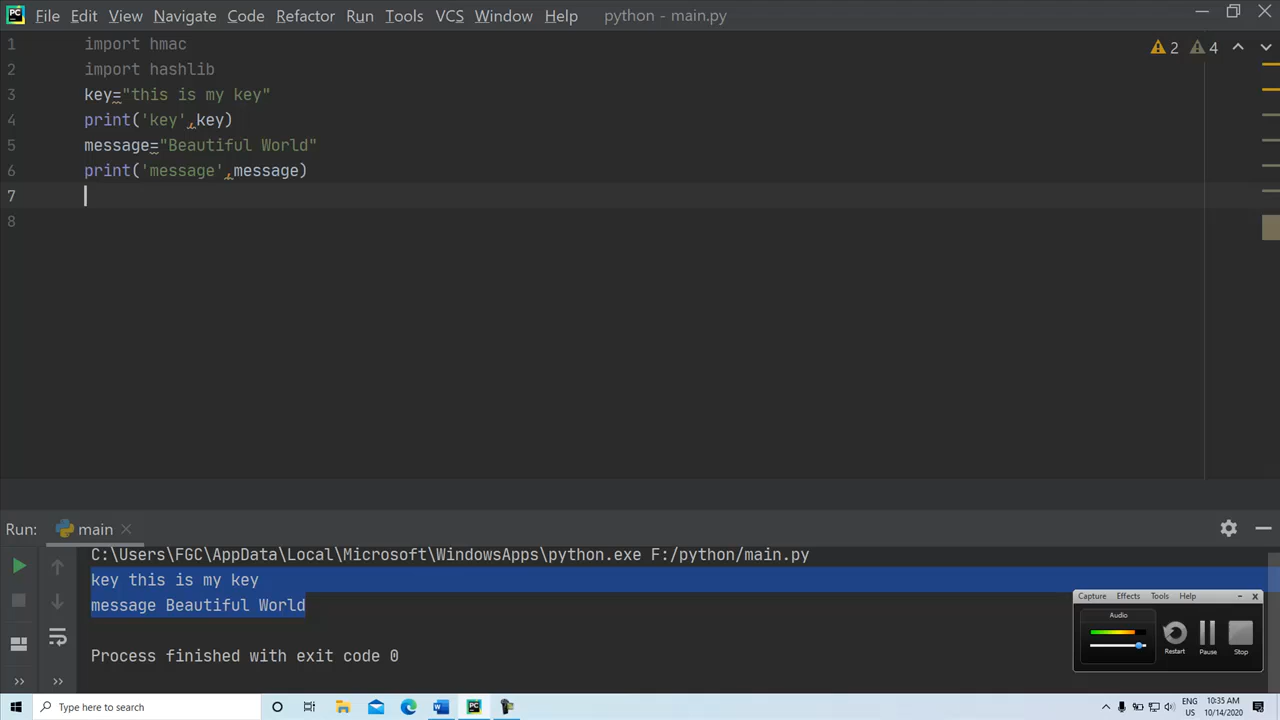 PC File Edit View Navigate Code Refactor Run Tools VCS Window Help python - main.py
2 4
1 import hmac
2 import hashlib
3 key="this is my key"
4 print('key',key)
5 message="Beautiful World"
6 print('message',message)
7
8
Run: main
C:\Users\FGC\AppData\Local\Microsoft\WindowsApps\python.exe F:/python/main.py
key this is my key
message Beautiful World
Process finished with exit code 0
Capture Effects Tools Help
Audio
Restart Pause Stop
Type here to search
ENG
US
10:35 AM
10/14/2020